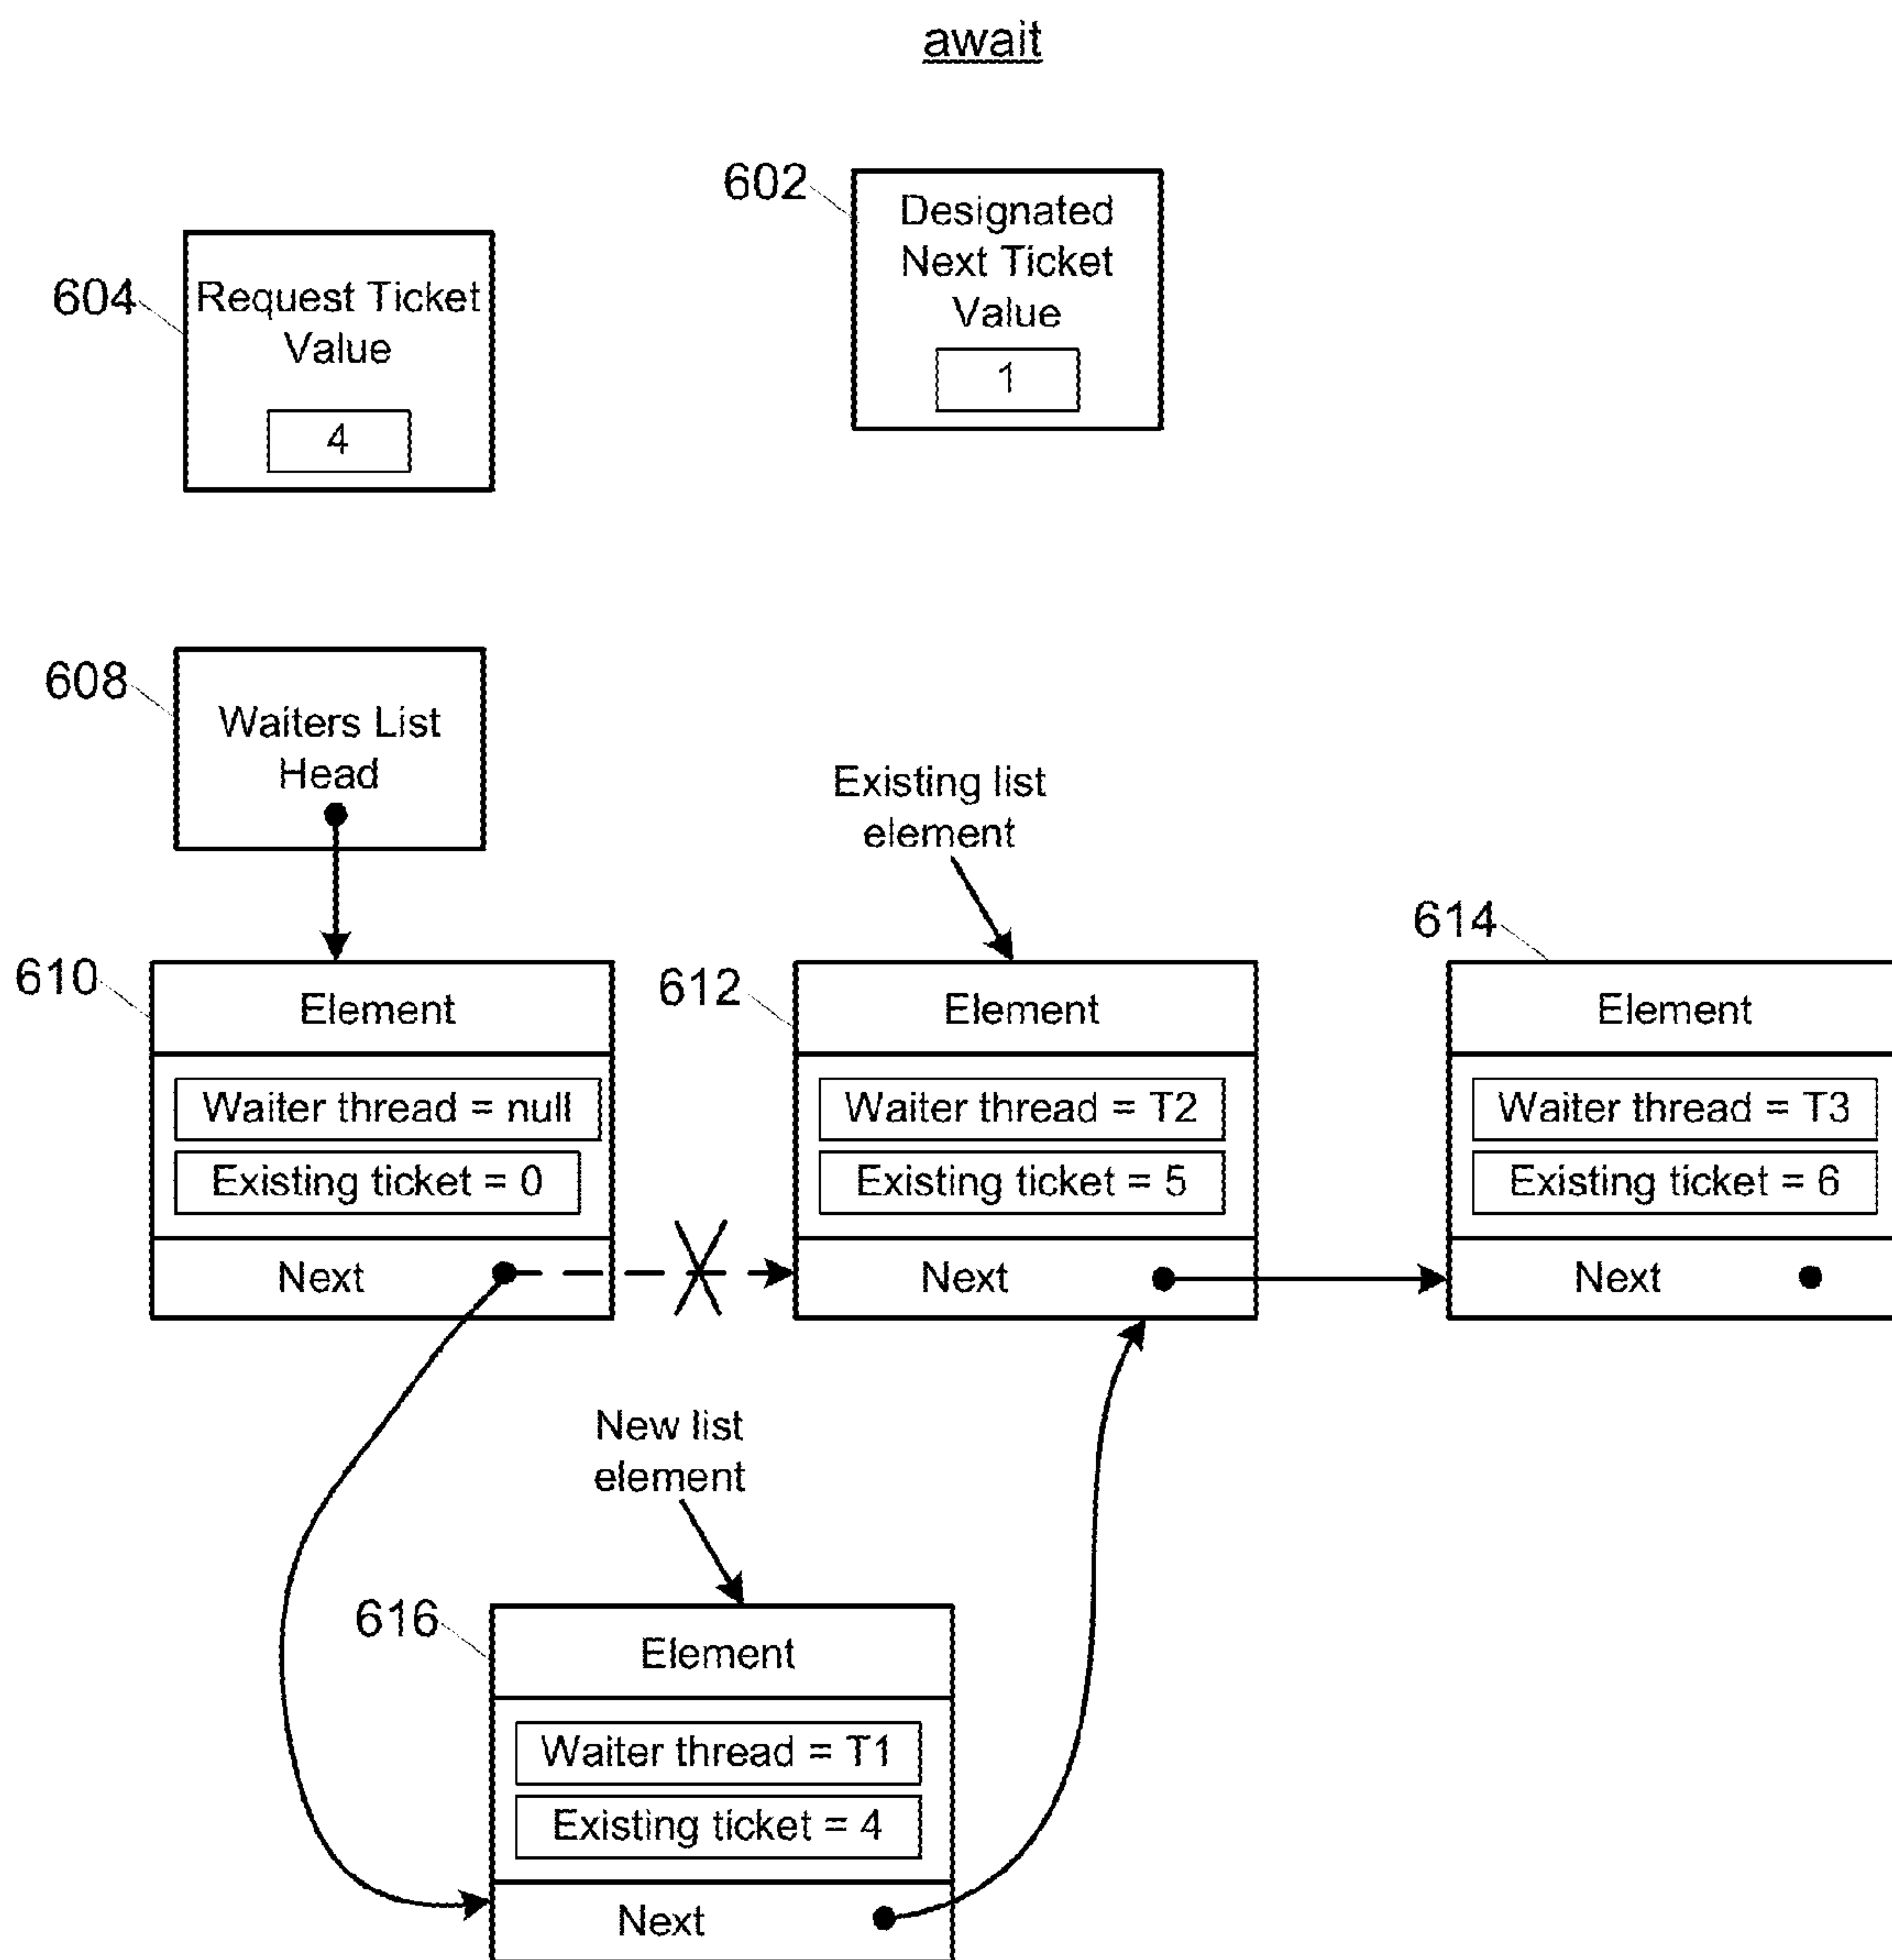 await
602
Designated
Next Ticket
Value
1
604
Request Ticket
Value
4
608
Waiters List
Head
Existing list
element
610
Element
Waiter thread = null
Existing ticket = 0
Next
612
Element
Waiter thread = T2
Existing ticket = 5
Next
614
Element
Waiter thread = T3
Existing ticket = 6
Next
New list
element
616
Element
Waiter thread = T1
Existing ticket = 4
Next